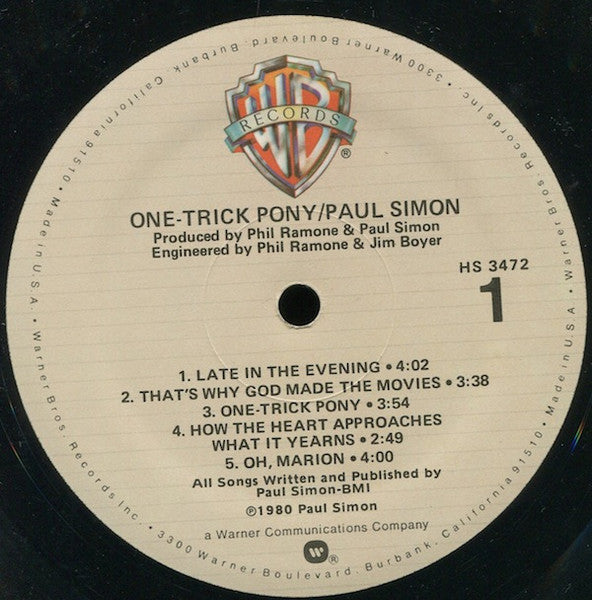 WB
RECORDS
®
ONE-TRICK PONY/PAUL SIMON
Produced by Phil Ramone & Paul Simon
Engineered by Phil Ramone & Jim Boyer
HS 3472
1
1. LATE IN THE EVENING • 4:02
2. THAT'S WHY GOD MADE THE MOVIES • 3:38
3. ONE-TRICK PONY • 3:54
4. HOW THE HEART APPROACHES
WHAT IT YEARNS • 2:49
5. OH, MARION • 4:00
All Songs Written and Published by
Paul Simon-BMI
℗1980 Paul Simon
a Warner Communications Company
®
Warner Bros. Records Inc. • 3300 Warner Boulevard, Burbank, California 91510 • Made in U.S.A. • Warner Bros. Records Inc. • 3300 Warner Boulevard, Burbank, California 91510 • Made in U.S.A. •